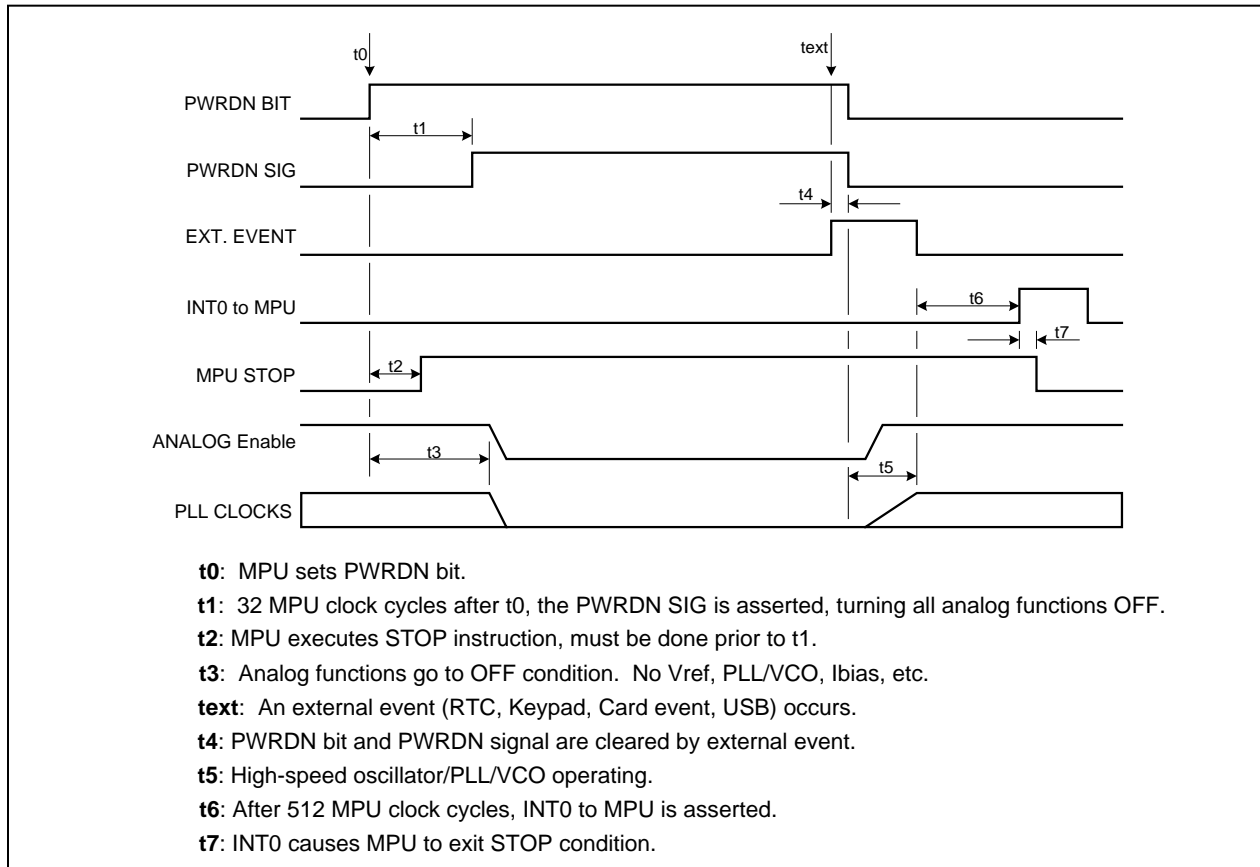 t0
text
PWRDN BIT
t1
PWRDN SIG
t4
EXT. EVENT
INT0 to MPU
t6
t7
MPU STOP
t2
ANALOG Enable
t3
t5
PLL CLOCKS
t0: MPU sets PWRDN bit.
t1: 32 MPU clock cycles after t0, the PWRDN SIG is asserted, turning all analog functions OFF.
t2: MPU executes STOP instruction, must be done prior to t1.
t3: Analog functions go to OFF condition. No Vref, PLL/VCO, Ibias, etc.
text: An external event (RTC, Keypad, Card event, USB) occurs.
t4: PWRDN bit and PWRDN signal are cleared by external event.
t5: High-speed oscillator/PLL/VCO operating.
t6: After 512 MPU clock cycles, INT0 to MPU is asserted.
t7: INT0 causes MPU to exit STOP condition.